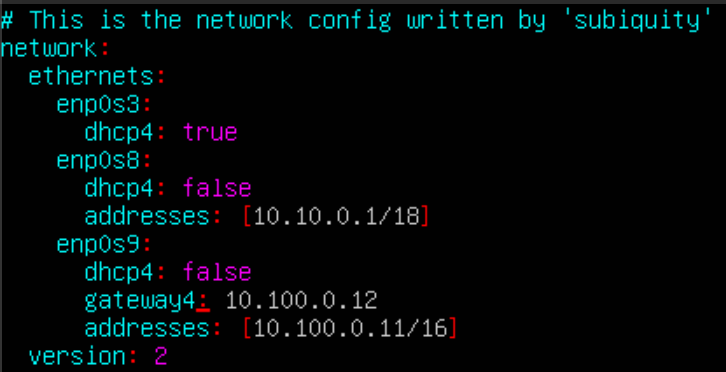 # This is the network config written by 'subiquity'
network:
  ethernets:
    enp0s3:
      dhcp4: true
    enp0s8:
      dhcp4: false
      addresses: [10.10.0.1/18]
    enp0s9:
      dhcp4: false
      gateway4: 10.100.0.12
      addresses: [10.100.0.11/16]
  version: 2